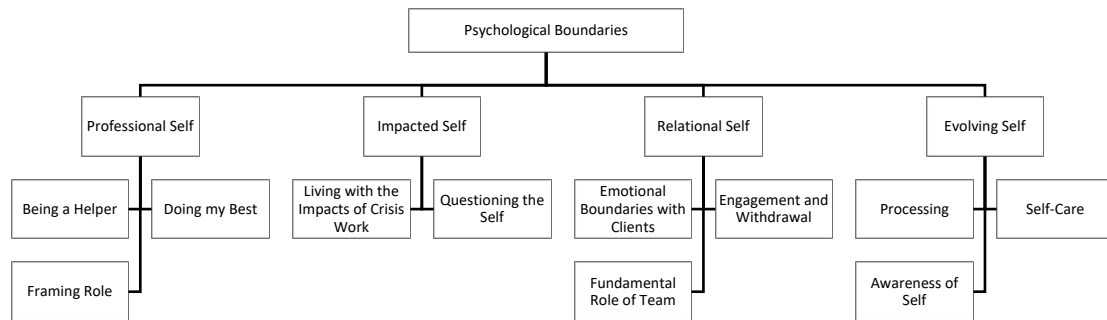 Psychological Boundaries
Professional Self
Impacted Self
Relational Self
Evolving Self
Being a Helper
Doing my Best
Living with the
Impacts of Crisis
Work
Questioning the
Self
Emotional
Boundaries with
Clients
Engagement and
Withdrawal
Processing
Self-Care
Framing Role
Fundamental
Role of Team
Awareness of
Self